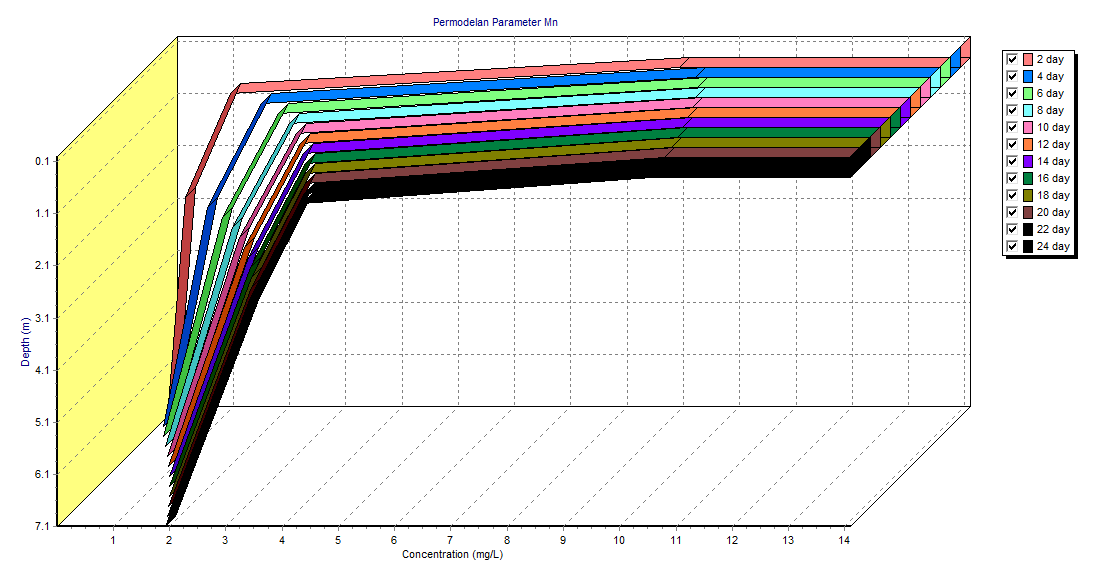 Permodelan Parameter Mn
0.1
1.1
2.1
3.1
4.1
5.1
6.1
7.1
Depth (m)
1 2 3 4 5 6 7 8 9 10 11 12 13 14
Concentration (mg/L)
2 day
4 day
6 day
8 day
10 day
12 day
14 day
16 day
18 day
20 day
22 day
24 day